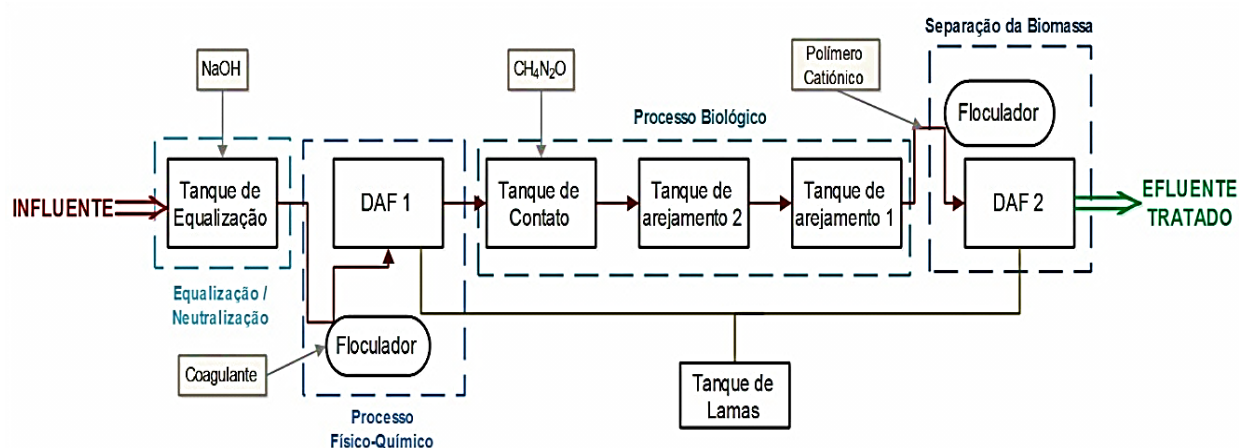 Separação da Biomassa
NaOH
CH₄N₂O
Polímero
Catiónico
Floculador
Processo Biológico
INFLUENTE
Tanque de
Equalização
DAF 1
Tanque de
Contato
Tanque de
arejamento 2
Tanque de
arejamento 1
DAF 2
EFLUENTE
TRATADO
Equalização /
Neutralização
Coagulante
Floculador
Processo
Físico-Químico
Tanque de
Lamas